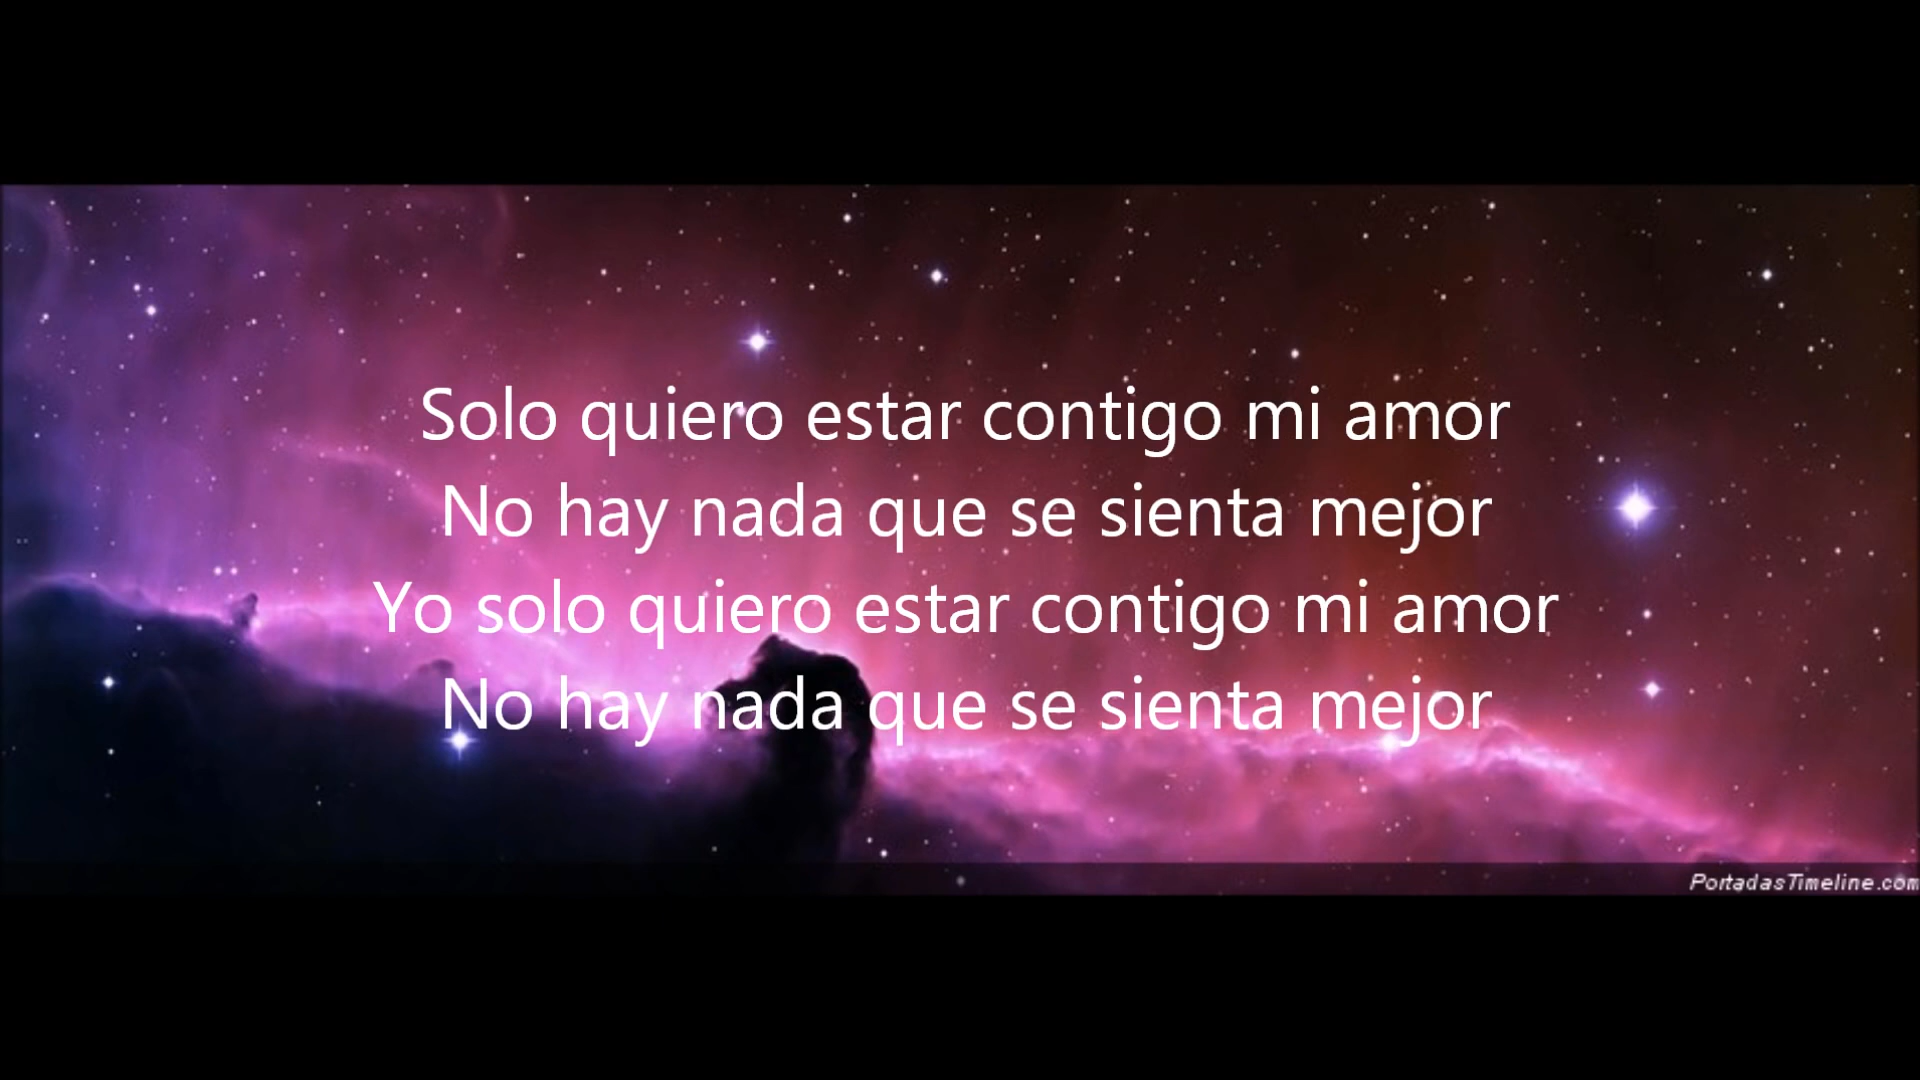 Solo quiero estar contigo mi amor
No hay nada que se sienta mejor
Yo solo quiero estar contigo mi amor
No hay nada que se sienta mejor
PortadasTimeline.com